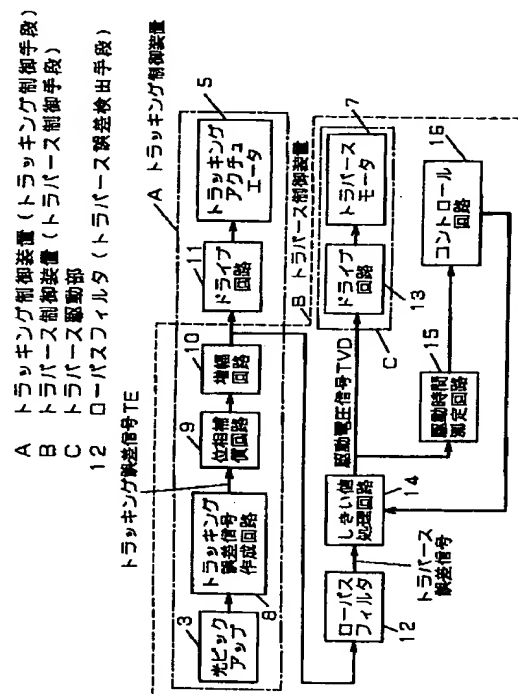 A トラッキング制御装置（トラッキング制御手段）
B トラバース制御装置（トラバース制御手段）
C トラバース駆動部
12 ローパスフィルタ（トラバース誤差検出手段）
A トラッキング制御装置
トラッキング誤差信号TE
3
光ピック
アップ
8
トラッキング
誤差信号
作成回路
9
位相補
償回路
10
増幅
回路
11
ドライブ
回路
5
トラッキング
アクチュ
エータ
B トラバース制御装置
12
ローパス
フィルタ
トラバース
誤差信号
14
しきい値
処理回路
駆動電圧信号TVD
13
ドライブ
回路
7
トラバース
モータ
C
15
駆動時間
測定回路
16
コントロール
回路